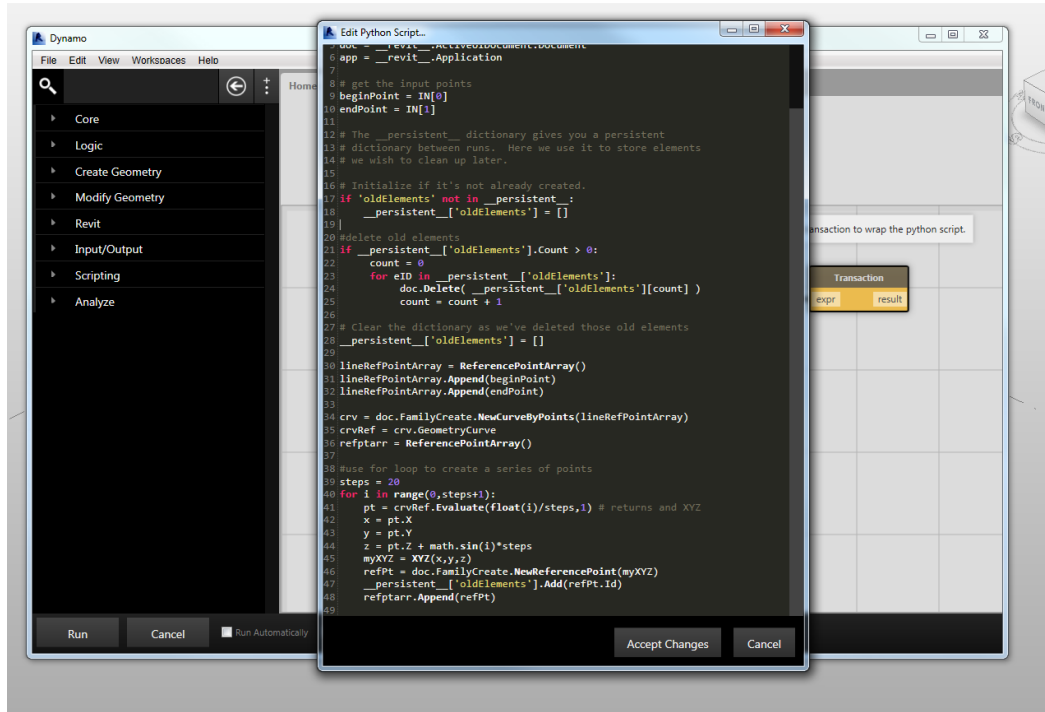 Dynamo
File Edit View Workspaces Help
Home
Core
Logic
Create Geometry
Modify Geometry
Revit
Input/Output
Scripting
Analyze
Run
Cancel
Run Automatically
Edit Python Script...
5 doc = __revit__.ActiveUIDocument.Document
6 app = __revit__.Application
7
8 # get the input points
9 beginPoint = IN[0]
10 endPoint = IN[1]
11
12 # The __persistent__ dictionary gives you a persistent
13 # dictionary between runs.  Here we use it to store elements
14 # we wish to clean up later.
15
16 # Initialize if it's not already created.
17 if 'oldElements' not in __persistent__:
18     __persistent__['oldElements'] = []
19
20 #delete old elements
21 if __persistent__['oldElements'].Count > 0:
22     count = 0
23     for eID in __persistent__['oldElements']:
24         doc.Delete( __persistent__['oldElements'][count] )
25         count = count + 1
26
27 # Clear the dictionary as we've deleted those old elements
28 __persistent__['oldElements'] = []
29
30 lineRefPointArray = ReferencePointArray()
31 lineRefPointArray.Append(beginPoint)
32 lineRefPointArray.Append(endPoint)
33
34 crv = doc.FamilyCreate.NewCurveByPoints(lineRefPointArray)
35 crvRef = crv.GeometryCurve
36 refptarr = ReferencePointArray()
37
38 #use for loop to create a series of points
39 steps = 20
40 for i in range(0,steps+1):
41     pt = crvRef.Evaluate(float(i)/steps,1) # returns and XYZ
42     x = pt.X
43     y = pt.Y
44     z = pt.Z + math.sin(i)*steps
45     myXYZ = XYZ(x,y,z)
46     refPt = doc.FamilyCreate.NewReferencePoint(myXYZ)
47     __persistent__['oldElements'].Add(refPt.Id)
48     refptarr.Append(refPt)
49
Accept Changes
Cancel
ansaction to wrap the python script.
Transaction
expr result